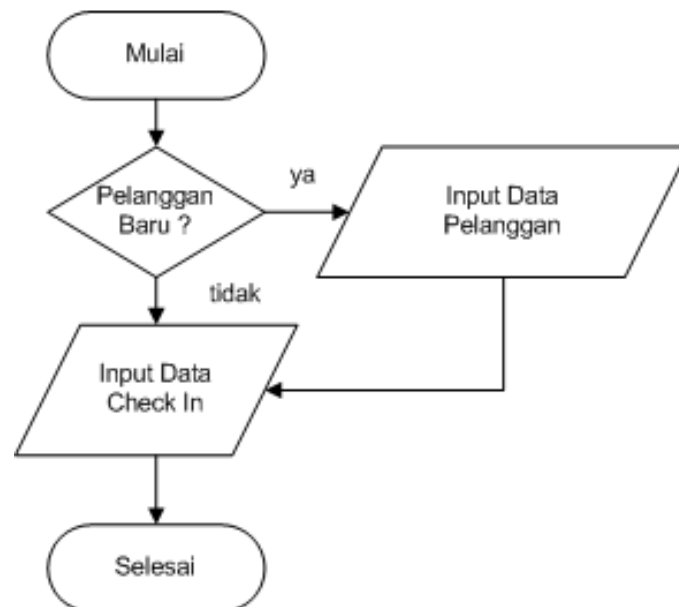 Mulai
Pelanggan
Baru ?
ya
Input Data
Pelanggan
tidak
Input Data
Check In
Selesai